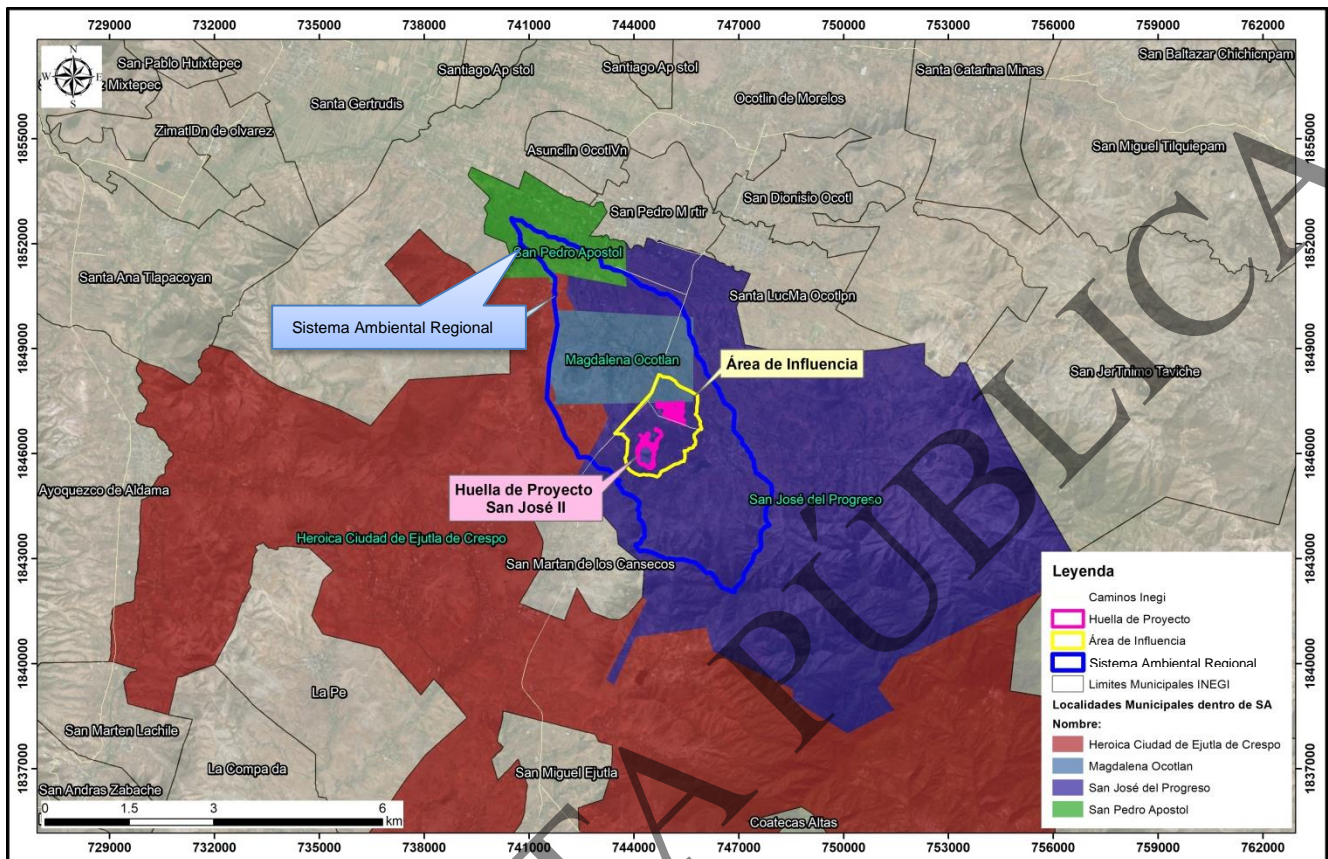 729000 732000 735000 738000 741000 744000 747000 750000 753000 756000 759000 762000
N
W E
S
San Pablo Huixtepec
z Mixtepec
ZimatlDn de olvarez
Santa Gertrudis
Santiago Ap stol
Santiago Ap stol
Santa Catarina Minas
San Baltazar Chichicnpam
Ocotlin de Morelos
Asunciln OcotlVn
San Miguel Tilquiepam
San Dionisio Ocotl
San Pedro M rtir
San Pedro Apostol
Santa Ana Tlapacoyan
Santa LucMa Ocotlpn
Sistema Ambiental Regional
Magdalena Ocotlan
Área de Influencia
San JerTnimo Taviche
Huella de Proyecto
San José II
San José del Progreso
Ayoquezco de Aldama
Heroica Ciudad de Ejutla de Crespo
San Martan de los Cansecos
La Pe
San Marten Lachile
La Compa da
San Andras Zabache
San Miguel Ejutla
Coatecas Altas
1855000
1852000
1849000
1846000
1843000
1840000
1837000
1855000
1852000
1849000
1846000
1843000
1840000
1837000
Leyenda
Caminos Inegi
Huella de Proyecto
Área de Influencia
Sistema Ambiental Regional
Limites Municipales INEGI
Localidades Municipales dentro de SA
Nombre:
Heroica Ciudad de Ejutla de Crespo
Magdalena Ocotlan
San José del Progreso
San Pedro Apostol
0 1.5 3 6
km
TA PÚBLICA
729000 732000 735000 738000 741000 744000 747000 750000 753000 756000 759000 762000